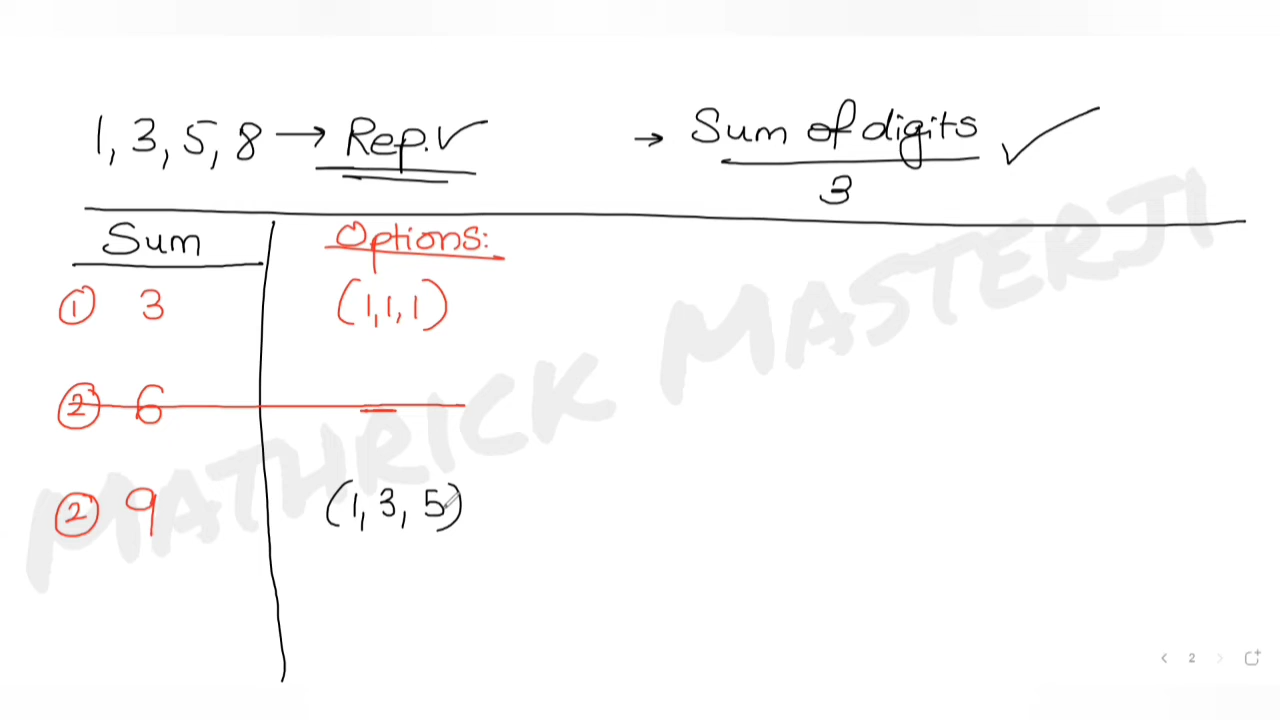 1, 3, 5, 8 → Rep. ✓ → Sum of digits / 3 ✓
Sum Options:
① 3 (1, 1, 1)
② 6 —
② 9 (1, 3, 5)
MATHRICK MASTERJI
2